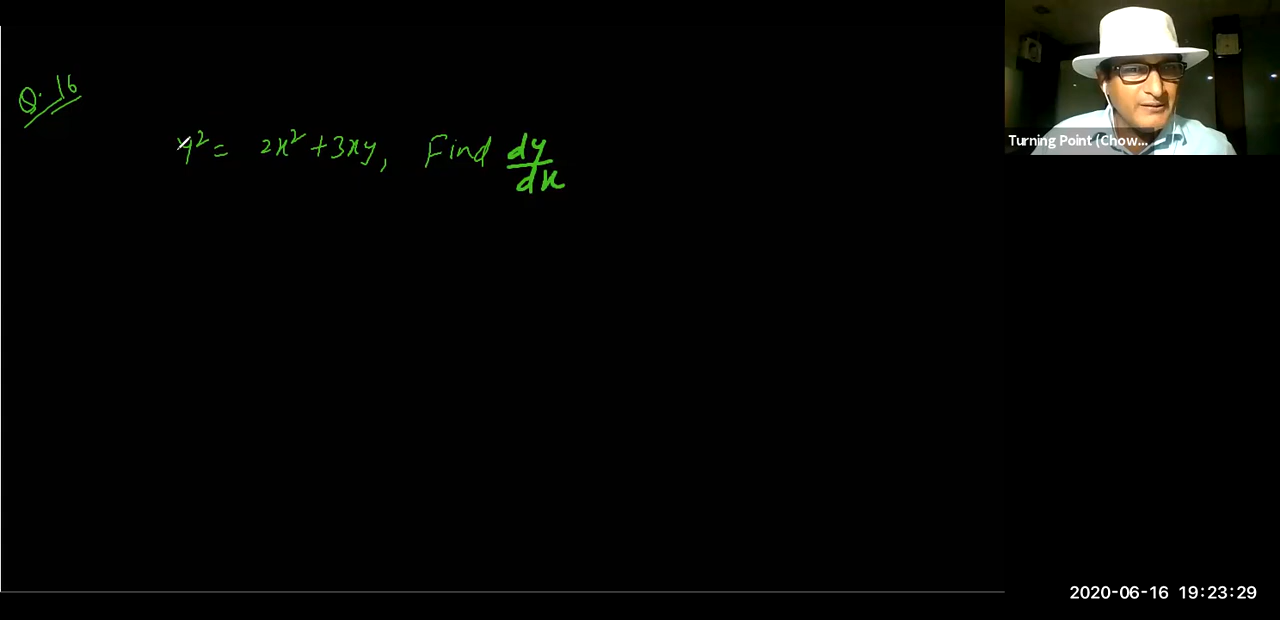 Q. 16
y² = 2x² + 3xy, Find dy/dx
Turning Point (Chow...
2020-06-16 19:23:29